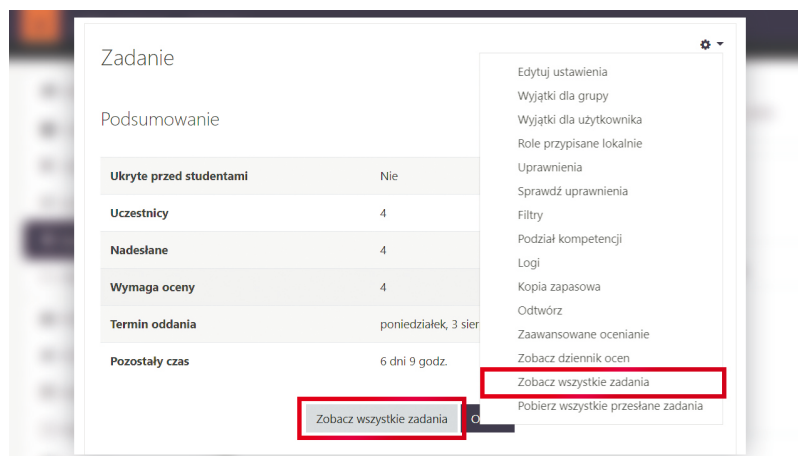 Zadanie
Podsumowanie
Ukryte przed studentami Nie
Uczestnicy 4
Nadesłane 4
Wymaga oceny 4
Termin oddania poniedziałek, 3
Pozostały czas 6 dni 9 godz.
Zobacz wszystkie zadania
Edytuj ustawienia
Wyjątki dla grupy
Wyjątki dla użytkownika
Role przypisane lokalnie
Uprawnienia
Sprawdź uprawnienia
Filtry
Podział kompetencji
Logi
Kopia zapasowa
Odtwórz
Zaawansowane ocenianie
Zobacz dziennik ocen
Zobacz wszystkie zadania
Pobierz wszystkie przesłane zadania